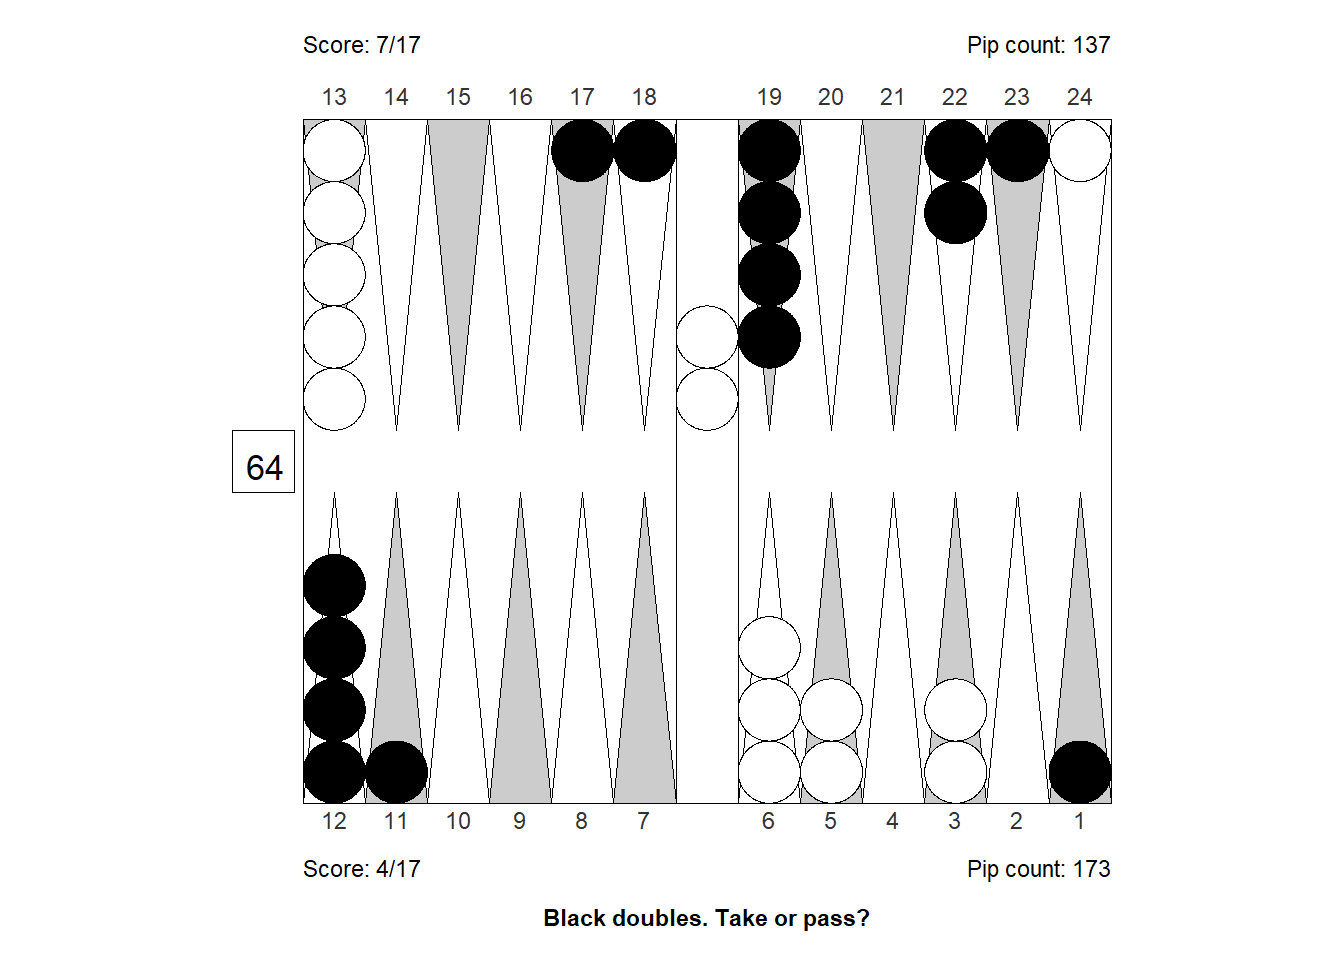 Score: 7/17 Pip count: 137
13 14 15 16 17 18 19 20 21 22 23 24
64
12 11 10 9 8 7 6 5 4 3 2 1
Score: 4/17 Pip count: 173
Black doubles. Take or pass?